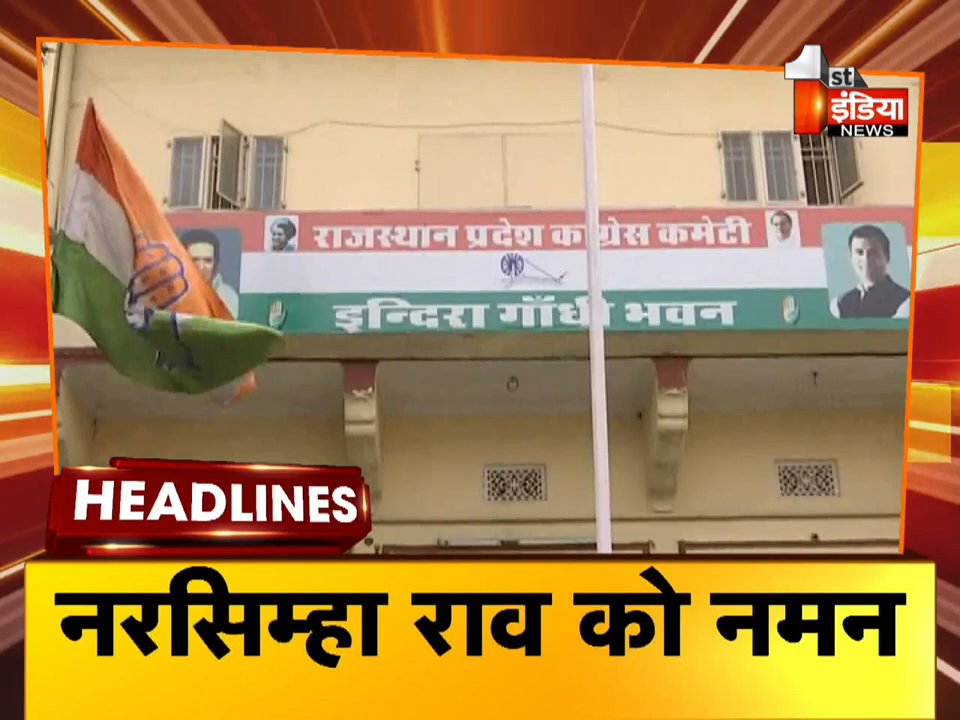 1st
इंडिया
NEWS
राजस्थान प्रदेश कांग्रेस कमेटी
इन्दिरा गाँधी भवन
HEADLINES
नरसिम्हा राव को नमन